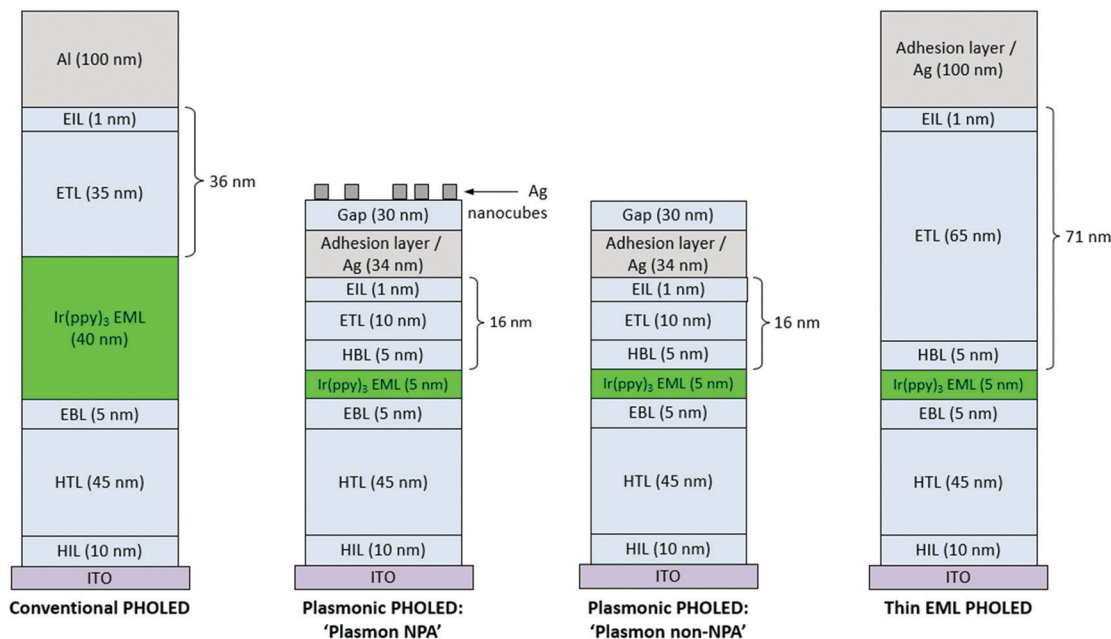 Al (100 nm)
EIL (1 nm)
ETL (35 nm)
36 nm
Ir(ppy)₃ EML
(40 nm)
EBL (5 nm)
HTL (45 nm)
HIL (10 nm)
ITO
Conventional PHOLED
Ag
nanocubes
Gap (30 nm)
Adhesion layer /
Ag (34 nm)
EIL (1 nm)
ETL (10 nm)
16 nm
HBL (5 nm)
Ir(ppy)₃ EML (5 nm)
EBL (5 nm)
HTL (45 nm)
HIL (10 nm)
ITO
Plasmonic PHOLED:
‘Plasmon NPA’
Gap (30 nm)
Adhesion layer /
Ag (34 nm)
EIL (1 nm)
ETL (10 nm)
16 nm
HBL (5 nm)
Ir(ppy)₃ EML (5 nm)
EBL (5 nm)
HTL (45 nm)
HIL (10 nm)
ITO
Plasmonic PHOLED:
‘Plasmon non-NPA’
Adhesion layer /
Ag (100 nm)
EIL (1 nm)
ETL (65 nm)
71 nm
HBL (5 nm)
Ir(ppy)₃ EML (5 nm)
EBL (5 nm)
HTL (45 nm)
HIL (10 nm)
ITO
Thin EML PHOLED